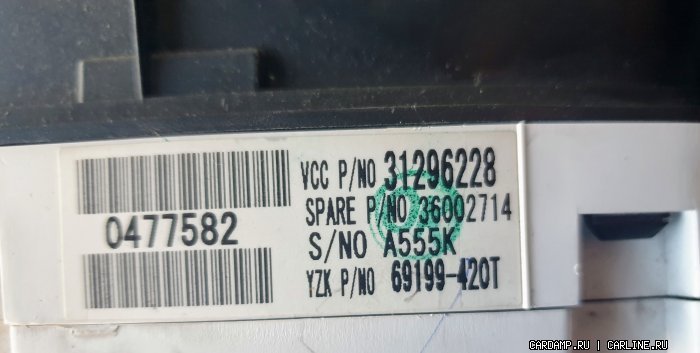 0477582
VCC P/NO 31296228
SPARE P/NO 36002714
S/NO A555K
YZK P/NO 69199-420T
CARDAMP.RU | CARLINE.RU